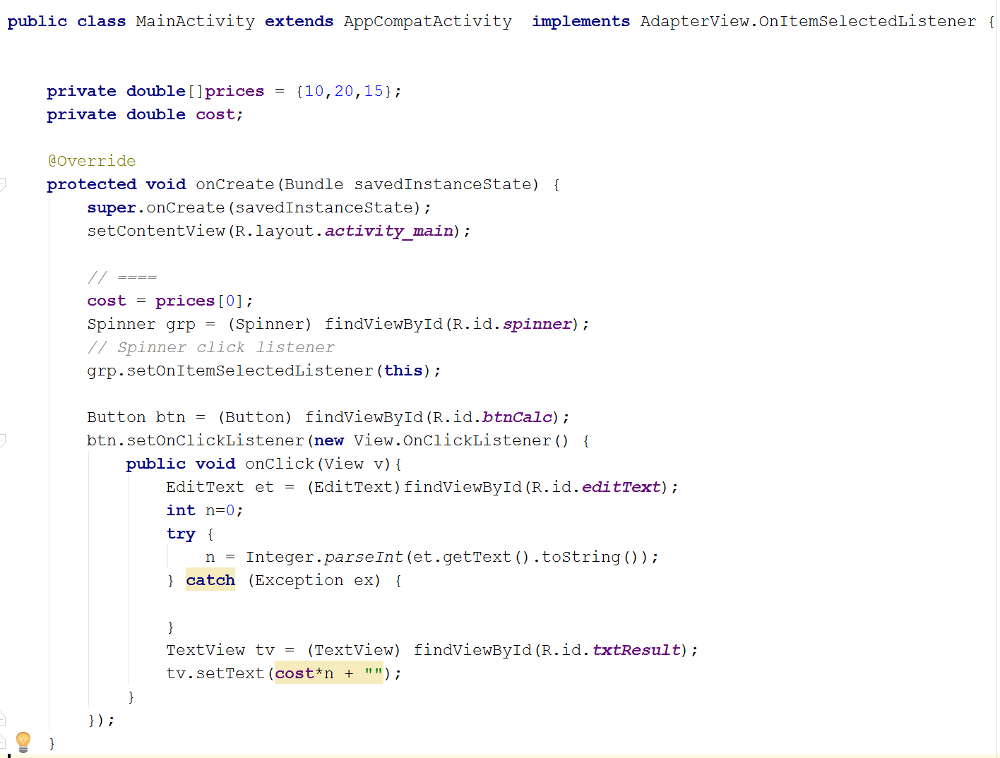 public class MainActivity extends AppCompatActivity  implements AdapterView.OnItemSelectedListener {
private double[]prices = {10,20,15};
private double cost;
@Override
protected void onCreate(Bundle savedInstanceState) {
super.onCreate(savedInstanceState);
setContentView(R.layout.activity_main);
// ====
cost = prices[0];
Spinner grp = (Spinner) findViewById(R.id.spinner);
// Spinner click listener
grp.setOnItemSelectedListener(this);
Button btn = (Button) findViewById(R.id.btnCalc);
btn.setOnClickListener(new View.OnClickListener() {
public void onClick(View v){
EditText et = (EditText)findViewById(R.id.editText);
int n=0;
try {
n = Integer.parseInt(et.getText().toString());
} catch (Exception ex) {
}
TextView tv = (TextView) findViewById(R.id.txtResult);
tv.setText(cost*n + "");
}
});
}